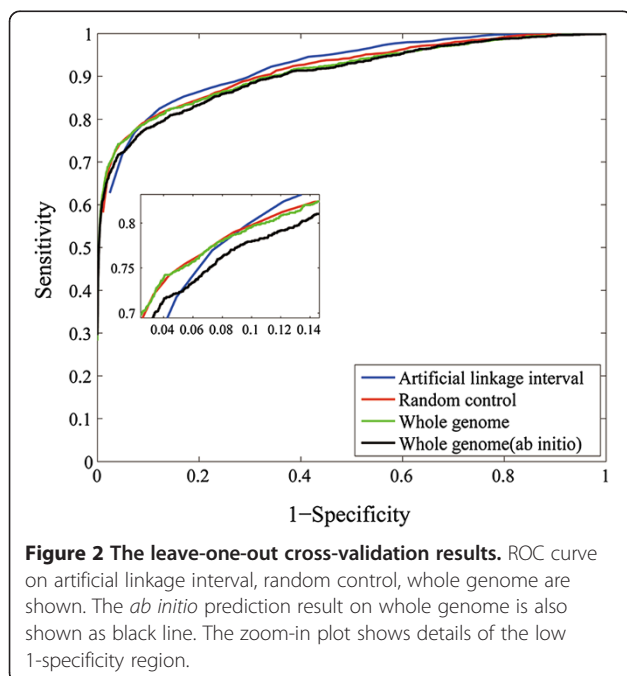 1
0.9
0.8
0.7
0.6
0.5
0.4
0.3
0.2
0.1
0
Sensitivity
0.8
0.75
0.7
0.04 0.06 0.08 0.1 0.12 0.14
Artificial linkage interval
Random control
Whole genome
Whole genome(ab initio)
0 0.2 0.4 0.6 0.8 1
1−Specificity
Figure 2 The leave-one-out cross-validation results. ROC curve
on artificial linkage interval, random control, whole genome are
shown. The ab initio prediction result on whole genome is also
shown as black line. The zoom-in plot shows details of the low
1-specificity region.